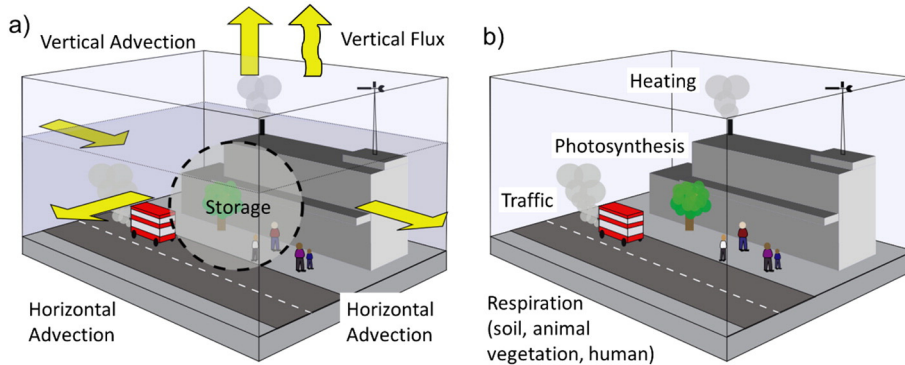 a)
Vertical Advection
Vertical Flux
Storage
Horizontal
Advection
Horizontal
Advection
b)
Heating
Photosynthesis
Traffic
Respiration
(soil, animal
vegetation, human)